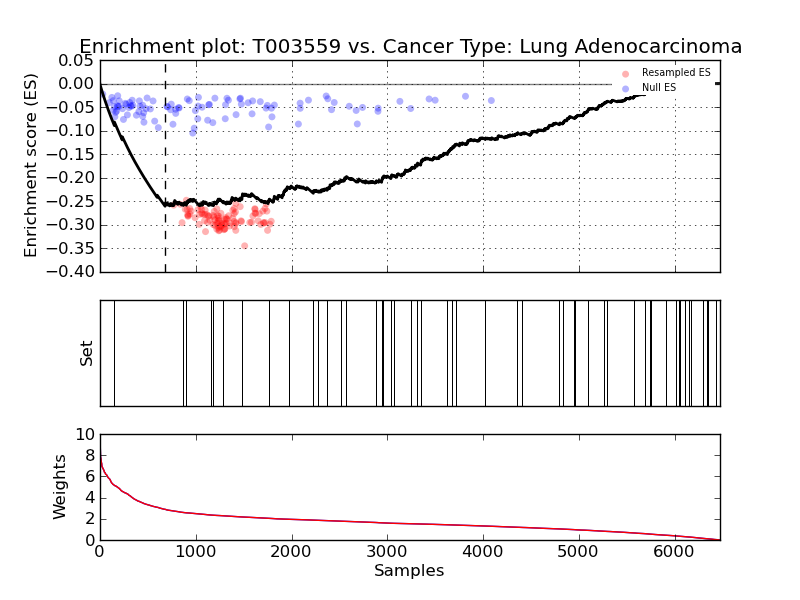 Enrichment plot: T003559 vs. Cancer Type: Lung Adenocarcinoma
Enrichment score (ES)
0.05
0.00
−0.05
−0.10
−0.15
−0.20
−0.25
−0.30
−0.35
−0.40
Resampled ES
Null ES
Set
Weights
10
8
6
4
2
0
0 1000 2000 3000 4000 5000 6000
Samples